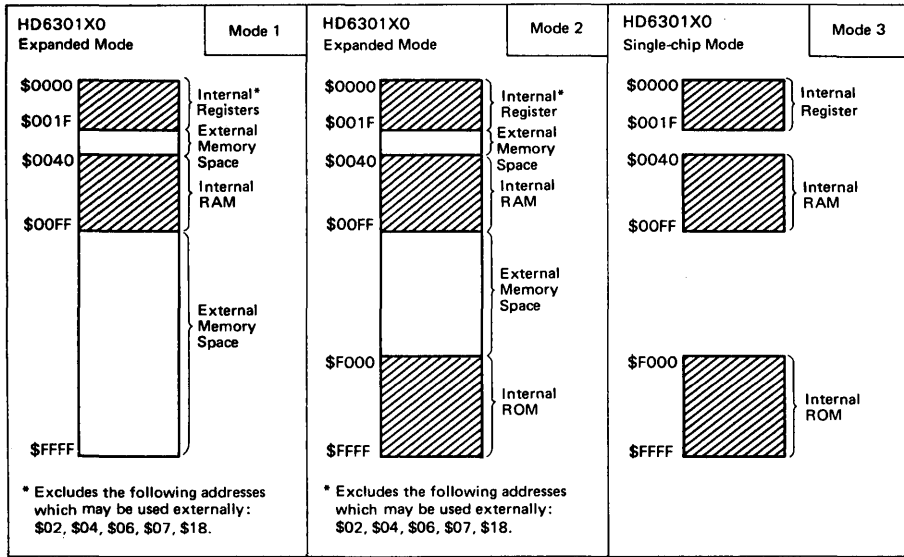 HD6301X0
Expanded Mode
Mode 1
$0000
Internal*
Registers
$001F
External
Memory
Space
$0040
Internal
RAM
$00FF
External
Memory
Space
$FFFF
* Excludes the following addresses
which may be used externally:
$02, $04, $06, $07, $18.
HD6301X0
Expanded Mode
Mode 2
$0000
Internal*
Register
$001F
External
Memory
Space
$0040
Internal
RAM
$00FF
External
Memory
Space
$F000
Internal
ROM
$FFFF
* Excludes the following addresses
which may be used externally:
$02, $04, $06, $07, $18.
HD6301X0
Single-chip Mode
Mode 3
$0000
Internal
Register
$001F
$0040
Internal
RAM
$00FF
$F000
Internal
ROM
$FFFF